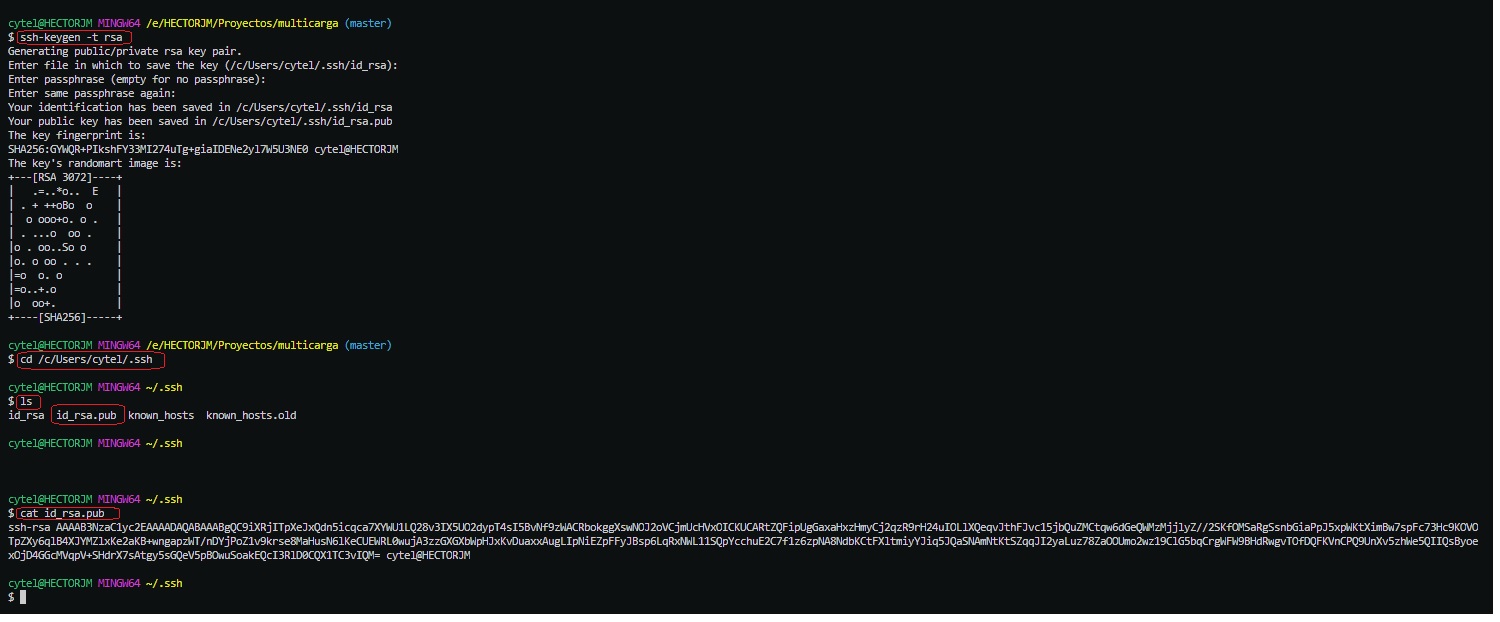 cytel@HECTORJM MINGW64 /e/HECTORJM/Proyectos/multicarga (master)
$ ssh-keygen -t rsa
Generating public/private rsa key pair.
Enter file in which to save the key (/c/Users/cytel/.ssh/id_rsa):
Enter passphrase (empty for no passphrase):
Enter same passphrase again:
Your identification has been saved in /c/Users/cytel/.ssh/id_rsa
Your public key has been saved in /c/Users/cytel/.ssh/id_rsa.pub
The key fingerprint is:
SHA256:GYWQR+PIkshFY33MI274uTg+giaIDENe2yl7W5U3NE0 cytel@HECTORJM
The key's randomart image is:
+---[RSA 3072]----+
|   .=..*o..  E   |
| . + ++oBo  o    |
|  o ooo+o. o .   |
| . ...o  oo .    |
|o . oo..So o     |
|o. o oo . . .    |
|=o  o. o         |
|=o..+.o          |
|o  oo+.          |
+----[SHA256]-----+
cytel@HECTORJM MINGW64 /e/HECTORJM/Proyectos/multicarga (master)
$ cd /c/Users/cytel/.ssh
cytel@HECTORJM MINGW64 ~/.ssh
$ ls
id_rsa  id_rsa.pub  known_hosts  known_hosts.old
cytel@HECTORJM MINGW64 ~/.ssh
cytel@HECTORJM MINGW64 ~/.ssh
$ cat id_rsa.pub
ssh-rsa AAAAB3NzaC1yc2EAAAADAQABAAABgQC9iXRjITpXeJxQdn5icqca7XYWU1LQ28v3IX5UO2dypT4sI5BvNf9zWACRbokggXswNOJ2oVCjmUcHVxOICKUCARtZQFipUgGaxaHxzHmyCj2qzR9rH24uIOL1XQeqvJthFJvc15jbQuZMCtqw6dGeQWMzMjjlyZ//2SKfOMSaRgSsnbGiaPpJ5xpWKtXimBw7spFc73Hc9KOVO
TpZXy6qlB4XJYMZlxKe2aKB+wngapzWT/nDYjPoZ1v9krse8MaHusN6lKeCUEWRL0wujA3zzGXGXbWpHJxKvDuaxxAugLIpNiEZpFFyJBsp6LqRxNWL11SQpYcchuE2C7f1z6zpNA8NdbKCtFXltmiyYJiq5JQaSNAmNtKtSZqqJI2yaLuz78ZaOOUmo2wz19ClG5bqCrgWFW9BHdRwgvTOfDQFKVnCPQ9UnXv5zhWe5QIIQsByoe
xOjD4GGcMVqpV+SHdrX7sAtgy5sGQeV5pBOwuSoakEQcI3RlD0CQX1TC3vIQM= cytel@HECTORJM
cytel@HECTORJM MINGW64 ~/.ssh
$